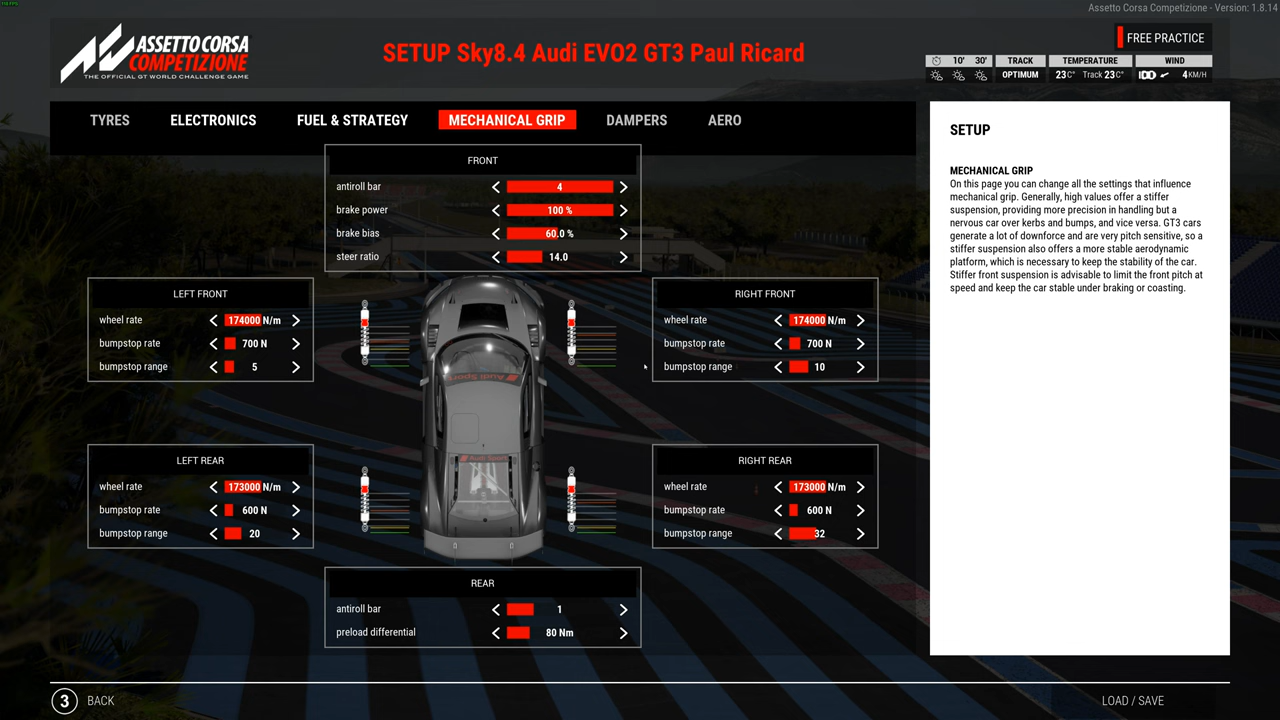 Assetto Corsa Competizione - Version: 1.8.14
ASSETTO CORSA
COMPETIZIONE
THE OFFICIAL GT WORLD CHALLENGE GAME
SETUP Sky8.4 Audi EVO2 GT3 Paul Ricard
FREE PRACTICE
10' 30' TRACK TEMPERATURE WIND
OPTIMUM 23C° Track 23C° 4KM/H
TYRES ELECTRONICS FUEL & STRATEGY MECHANICAL GRIP DAMPERS AERO
FRONT
antiroll bar 4
brake power 100 %
brake bias 60.0 %
steer ratio 14.0
LEFT FRONT
wheel rate 174000 N/m
bumpstop rate 700 N
bumpstop range 5
RIGHT FRONT
wheel rate 174000 N/m
bumpstop rate 700 N
bumpstop range 10
LEFT REAR
wheel rate 173000 N/m
bumpstop rate 600 N
bumpstop range 20
RIGHT REAR
wheel rate 173000 N/m
bumpstop rate 600 N
bumpstop range 32
REAR
antiroll bar 1
preload differential 80 Nm
Audi Sport
Audi Sport
SETUP
MECHANICAL GRIP
On this page you can change all the settings that influence
mechanical grip. Generally, high values offer a stiffer
suspension, providing more precision in handling but a
nervous car over kerbs and bumps, and vice versa. GT3 cars
generate a lot of downforce and are very pitch sensitive, so a
stiffer suspension also offers a more stable aerodynamic
platform, which is necessary to keep the stability of the car.
Stiffer front suspension is advisable to limit the front pitch at
speed and keep the car stable under braking or coasting.
3 BACK
LOAD / SAVE